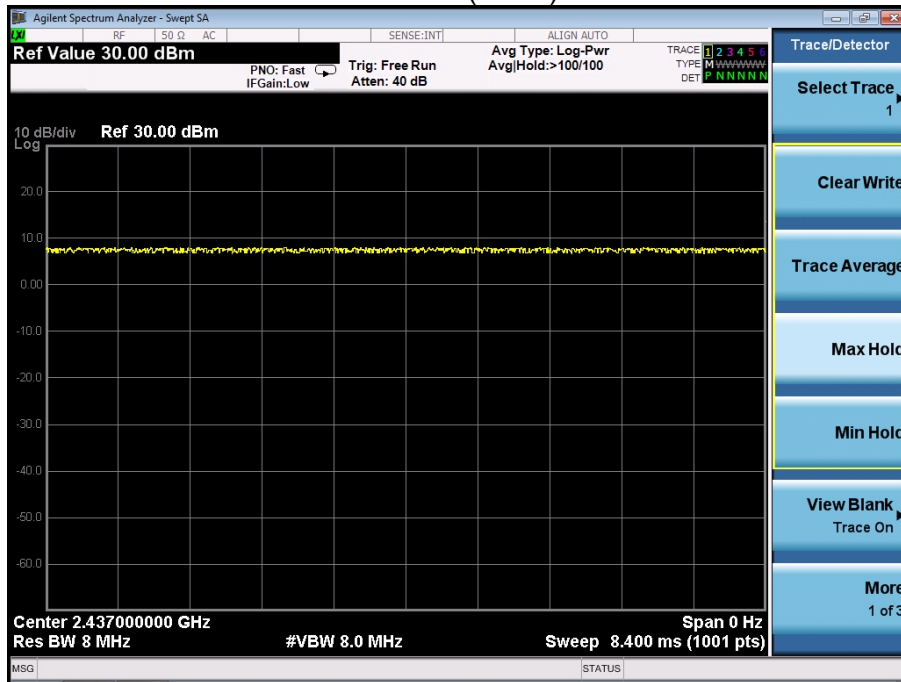 Agilent Spectrum Analyzer - Swept SA
LXI RF 50 Ω AC SENSE:INT ALIGN AUTO
Ref Value 30.00 dBm
PNO: Fast
IFGain:Low
Trig: Free Run
Atten: 40 dB
Avg Type: Log-Pwr
Avg|Hold:>100/100
TRACE 1 2 3 4 5 6
TYPE M WWWWW
DET P N N N N N
10 dB/div Ref 30.00 dBm
Log
20.0
10.0
0.00
-10.0
-20.0
-30.0
-40.0
-50.0
-60.0
Center 2.437000000 GHz Span 0 Hz
Res BW 8 MHz #VBW 8.0 MHz Sweep 8.400 ms (1001 pts)
MSG STATUS
Trace/Detector
Select Trace
1
Clear Write
Trace Average
Max Hold
Min Hold
View Blank
Trace On
More
1 of 3